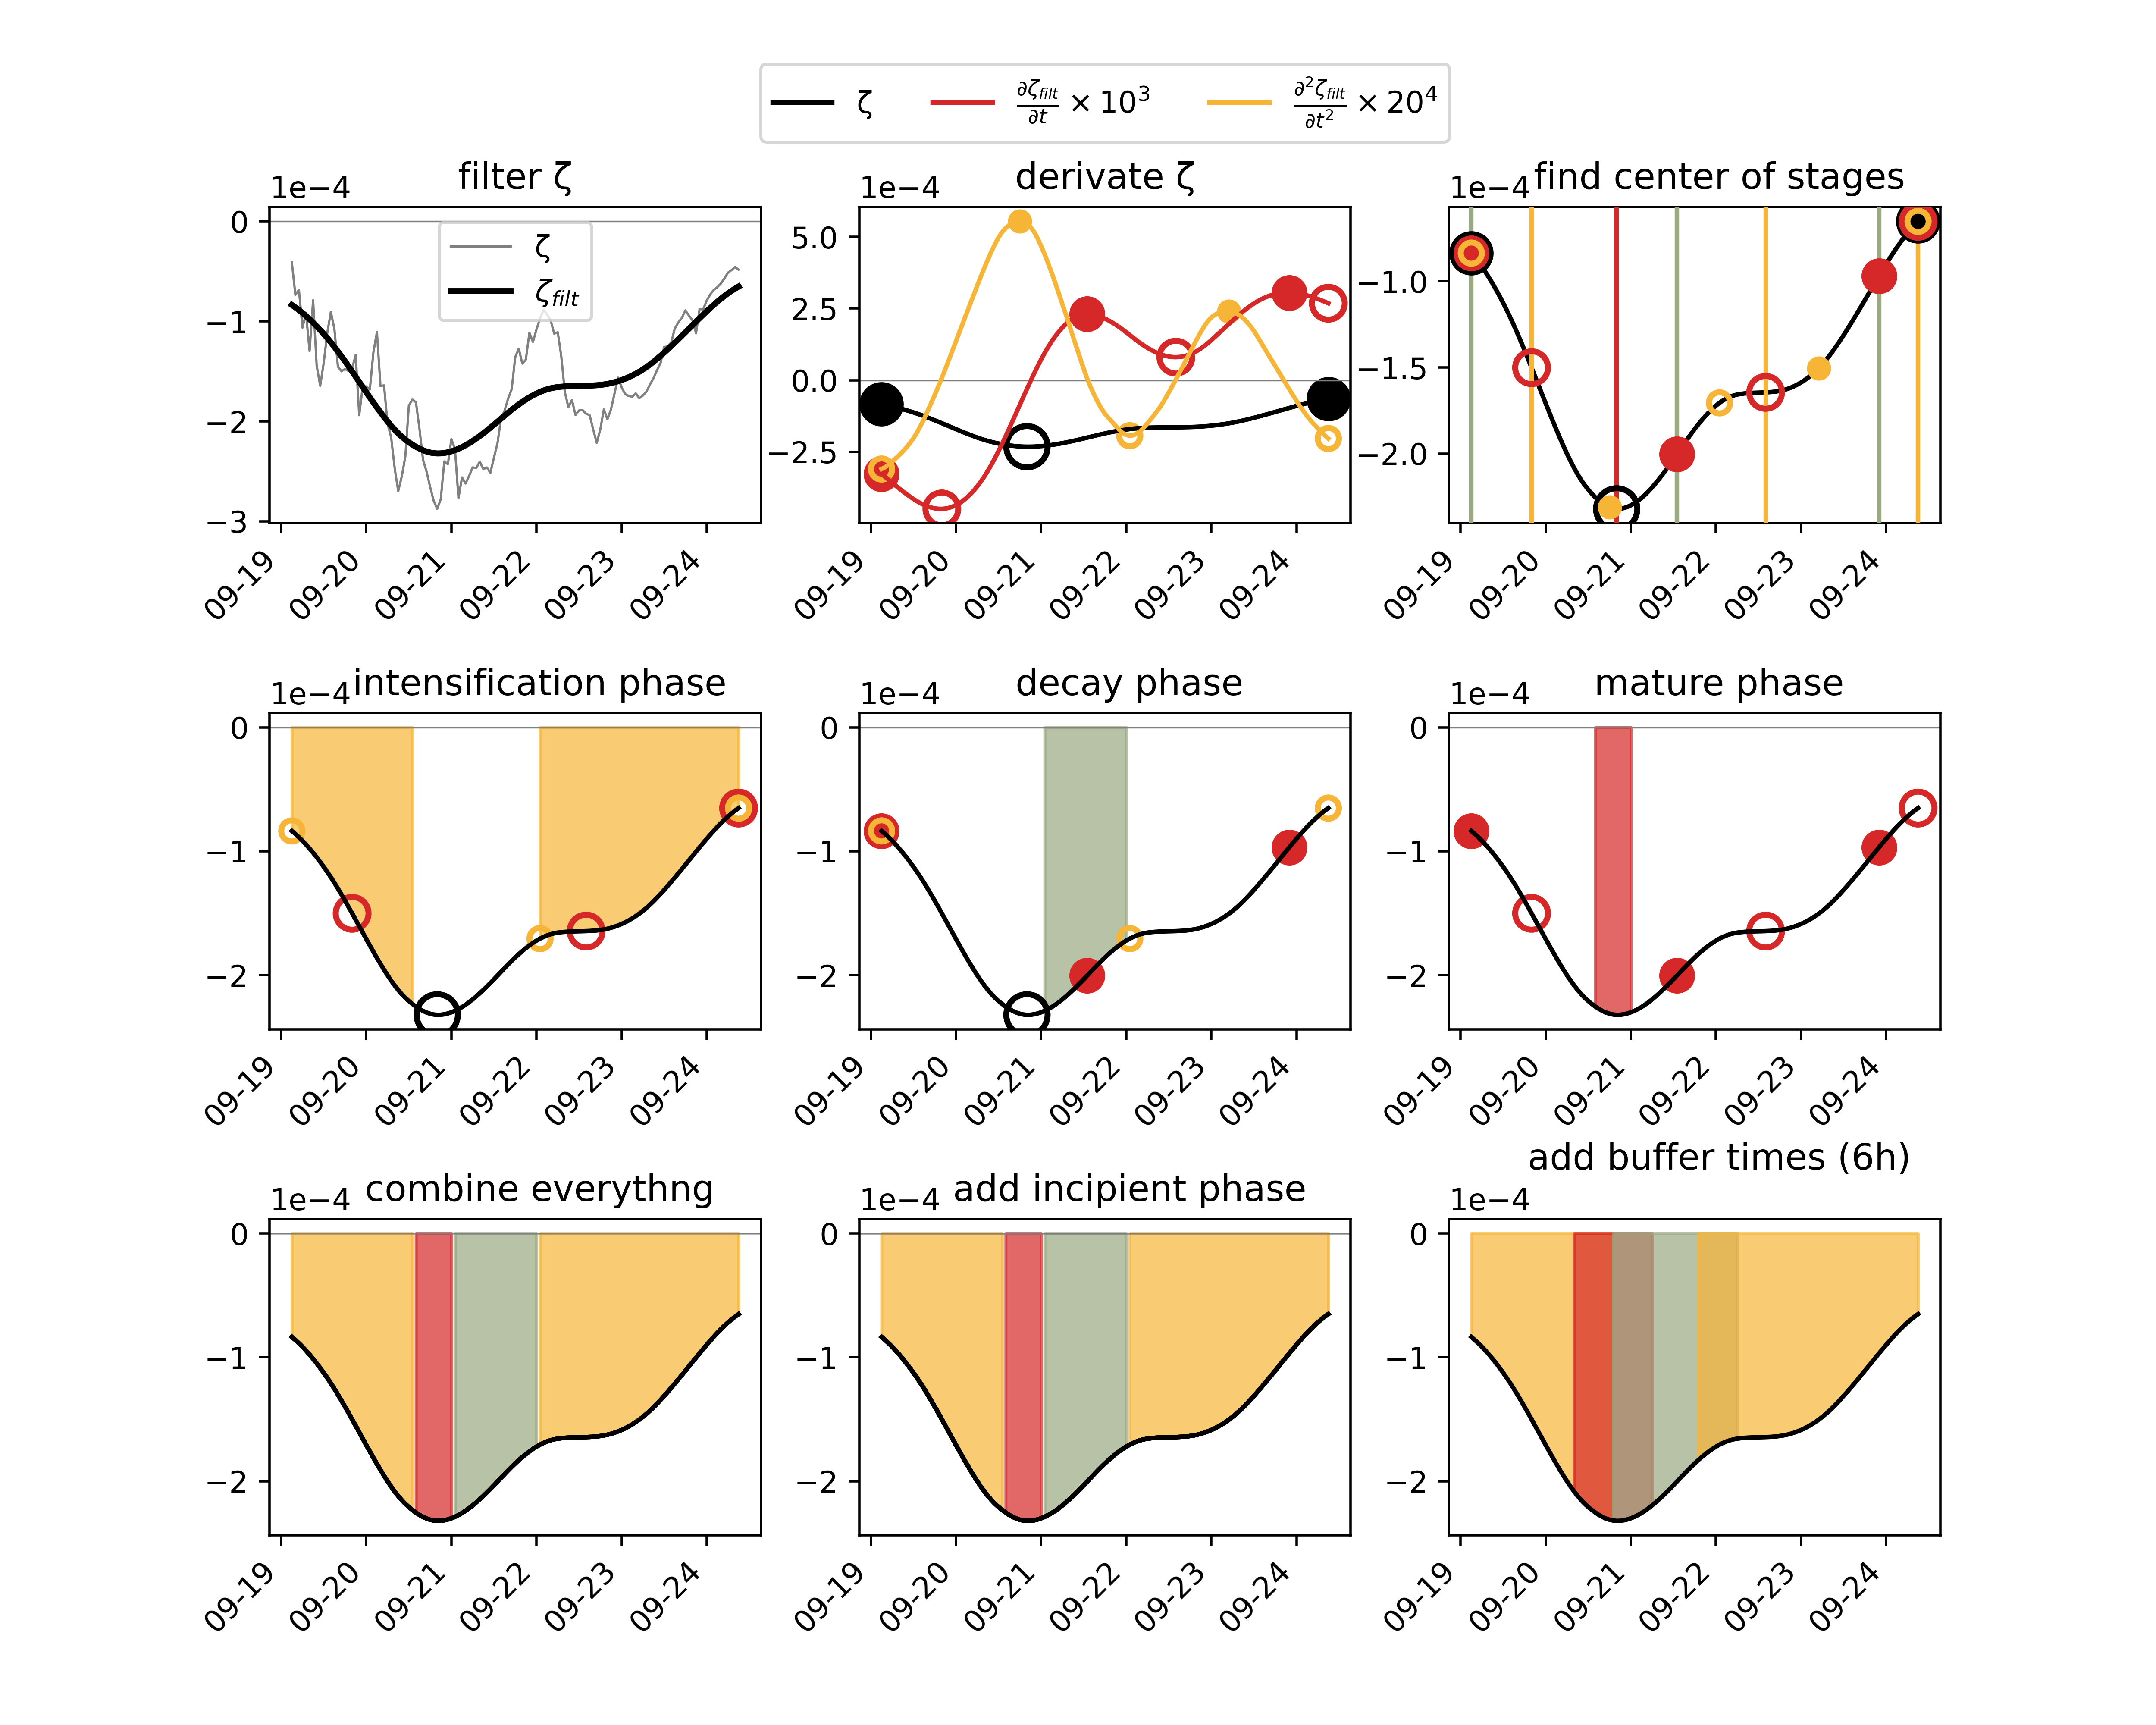 ζ   ∂ζ_filt/∂t × 10³   ∂²ζ_filt/∂t² × 20⁴
filter ζ
1e−4
0
−1
−2
−3
ζ
ζ_filt
09-19 09-20 09-21 09-22 09-23 09-24
derivate ζ
1e−4
5.0
2.5
0.0
−2.5
09-19 09-20 09-21 09-22 09-23 09-24
find center of stages
1e−4
−1.0
−1.5
−2.0
09-19 09-20 09-21 09-22 09-23 09-24
intensification phase
1e−4
0
−1
−2
09-19 09-20 09-21 09-22 09-23 09-24
decay phase
1e−4
0
−1
−2
09-19 09-20 09-21 09-22 09-23 09-24
mature phase
1e−4
0
−1
−2
09-19 09-20 09-21 09-22 09-23 09-24
combine everythng
1e−4
0
−1
−2
09-19 09-20 09-21 09-22 09-23 09-24
add incipient phase
1e−4
0
−1
−2
09-19 09-20 09-21 09-22 09-23 09-24
add buffer times (6h)
1e−4
0
−1
−2
09-19 09-20 09-21 09-22 09-23 09-24